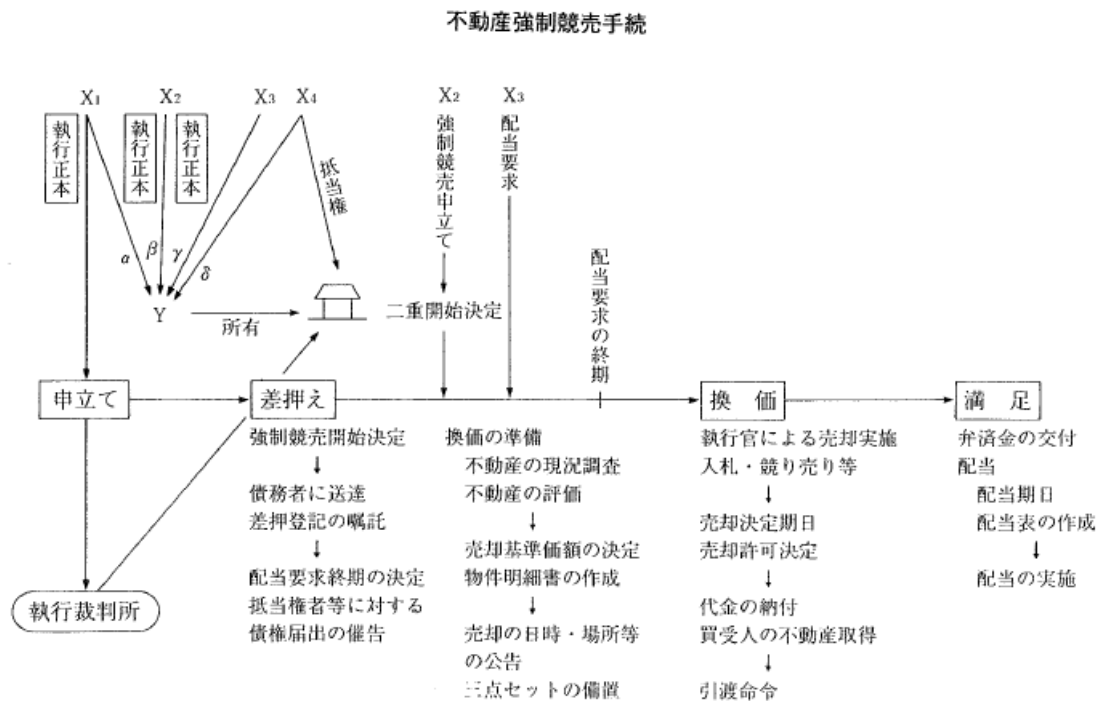 不動産強制競売手続
X1
X2
X3
X4
X2
X3
執行正本
執行正本
執行正本
抵当権
強制競売申立て
配当要求
α
β
γ
δ
Y
所有
二重開始決定
配当要求の終期
申立て
差押え
換 価
満 足
執行裁判所
強制競売開始決定
↓
債務者に送達
差押登記の嘱託
↓
配当要求終期の決定
抵当権者等に対する
債権届出の催告
換価の準備
不動産の現況調査
不動産の評価
↓
売却基準価額の決定
物件明細書の作成
↓
売却の日時・場所等
の公告
三点セットの備置
執行官による売却実施
入札・競り売り等
↓
売却決定期日
売却許可決定
↓
代金の納付
買受人の不動産取得
↓
引渡命令
弁済金の交付
配当
配当期日
配当表の作成
↓
配当の実施